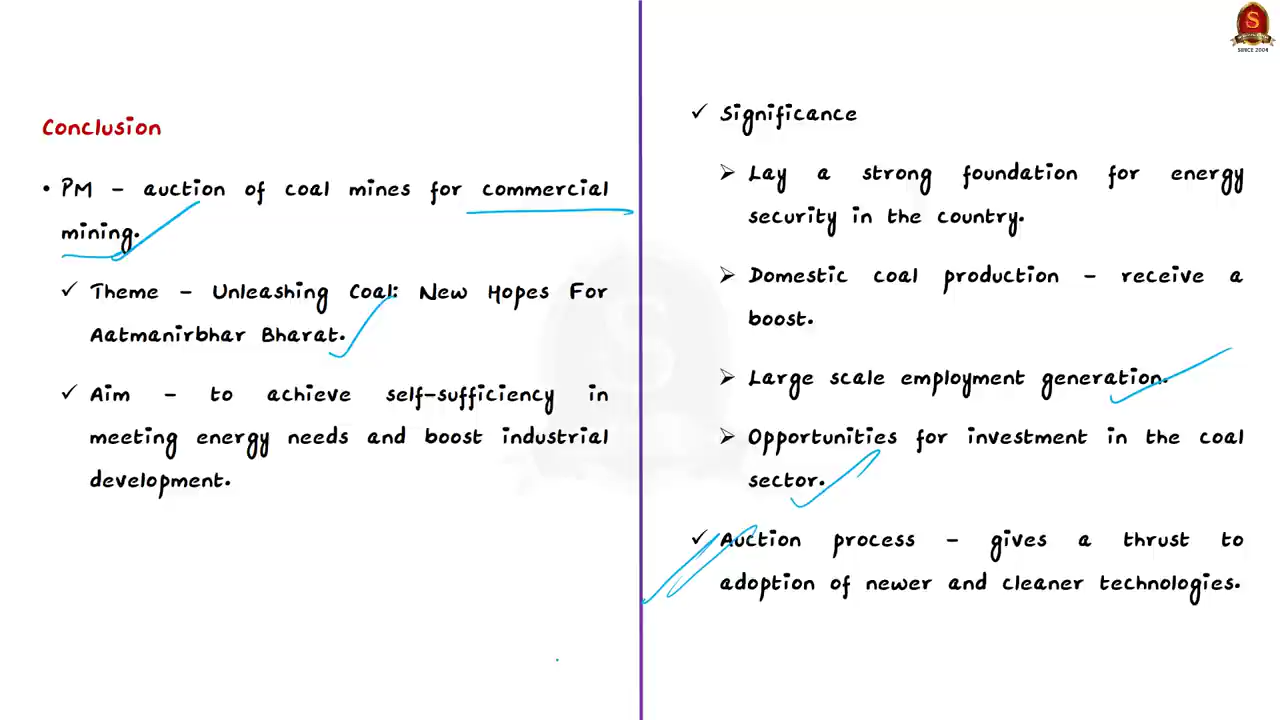 Conclusion
• PM – auction of coal mines for commercial
mining.
✓ Theme – Unleashing Coal: New Hopes For
Aatmanirbhar Bharat.
✓ Aim – to achieve self-sufficiency in
meeting energy needs and boost industrial
development.
✓ Significance
➢ Lay a strong foundation for energy
security in the country.
➢ Domestic coal production – receive a
boost.
➢ Large scale employment generation.
➢ Opportunities for investment in the coal
sector.
✓ Auction process – gives a thrust to
adoption of newer and cleaner technologies.
S
SINCE 2004